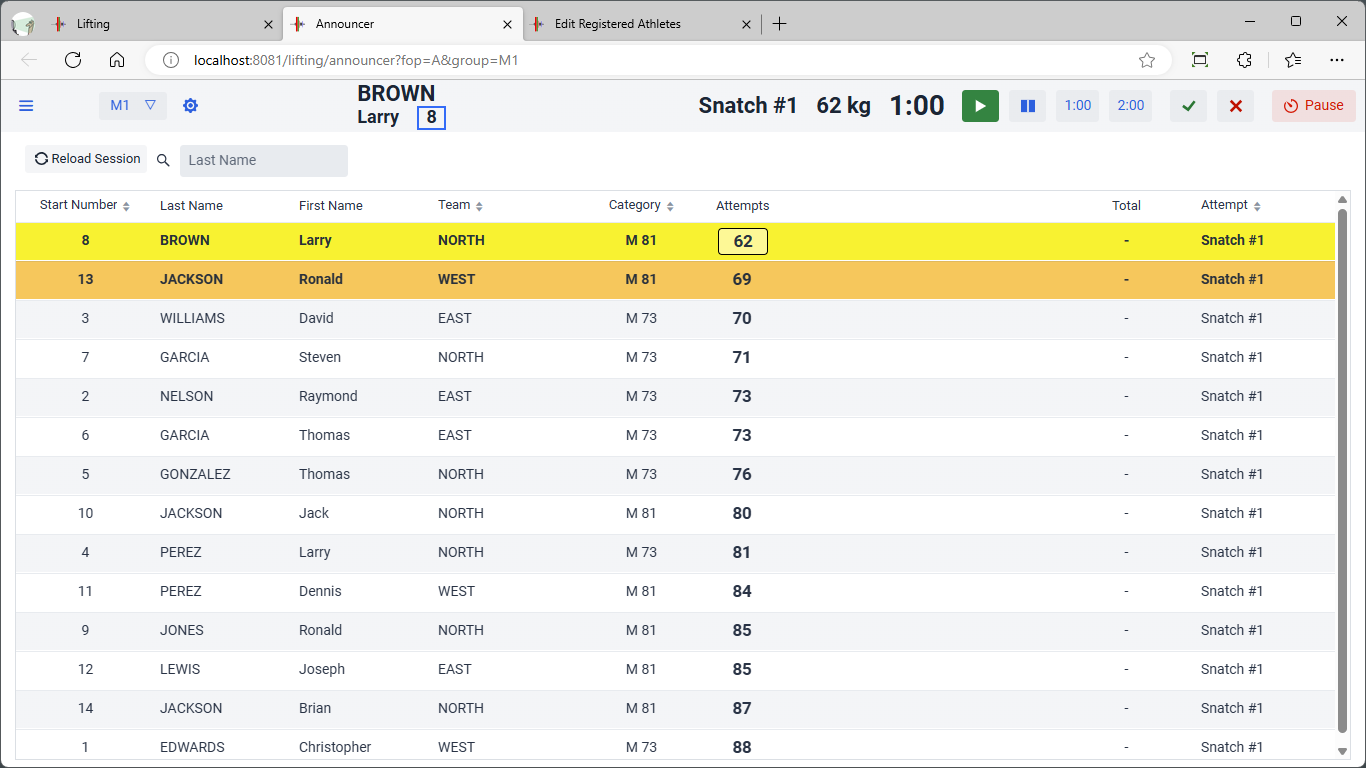 Lifting
Announcer
Edit Registered Athletes
localhost:8081/lifting/announcer?fop=A&group=M1
M1
BROWN
Larry 8
Snatch #1 62 kg 1:00
1:00
2:00
Pause
Reload Session
Last Name
Start Number Last Name First Name Team Category Attempts Total Attempt
8 BROWN Larry NORTH M 81 62 - Snatch #1
13 JACKSON Ronald WEST M 81 69 - Snatch #1
3 WILLIAMS David EAST M 73 70 - Snatch #1
7 GARCIA Steven NORTH M 73 71 - Snatch #1
2 NELSON Raymond EAST M 73 73 - Snatch #1
6 GARCIA Thomas EAST M 73 73 - Snatch #1
5 GONZALEZ Thomas NORTH M 73 76 - Snatch #1
10 JACKSON Jack NORTH M 81 80 - Snatch #1
4 PEREZ Larry NORTH M 73 81 - Snatch #1
11 PEREZ Dennis WEST M 81 84 - Snatch #1
9 JONES Ronald NORTH M 81 85 - Snatch #1
12 LEWIS Joseph EAST M 81 85 - Snatch #1
14 JACKSON Brian NORTH M 81 87 - Snatch #1
1 EDWARDS Christopher WEST M 73 88 - Snatch #1